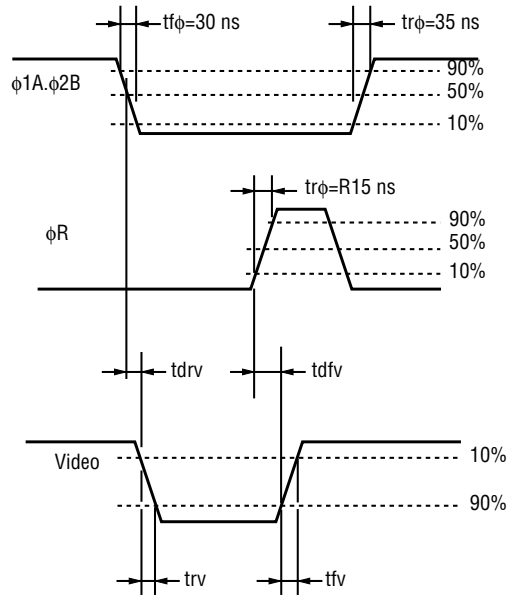 tfϕ=30 ns
trϕ=35 ns
ϕ1A.ϕ2B
90%
50%
10%
trϕ=R15 ns
ϕR
90%
50%
10%
tdrv
tdfv
Video
10%
90%
trv
tfv